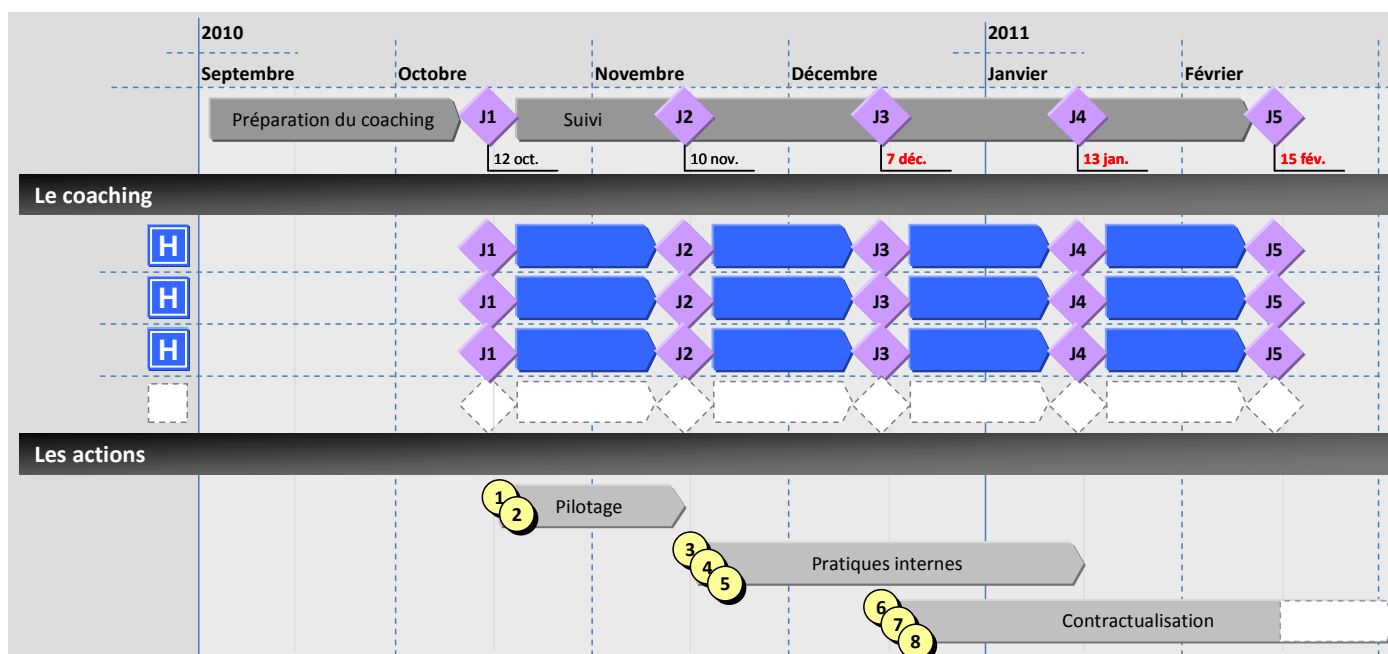 2010
2011
Septembre
Octobre
Novembre
Décembre
Janvier
Février
Préparation du coaching
J1
Suivi
J2
J3
J4
J5
12 oct.
10 nov.
7 déc.
13 jan.
15 fév.
Le coaching
H
J1
J2
J3
J4
J5
H
J1
J2
J3
J4
J5
H
J1
J2
J3
J4
J5
Les actions
1
2
Pilotage
3
4
5
Pratiques internes
6
7
8
Contractualisation